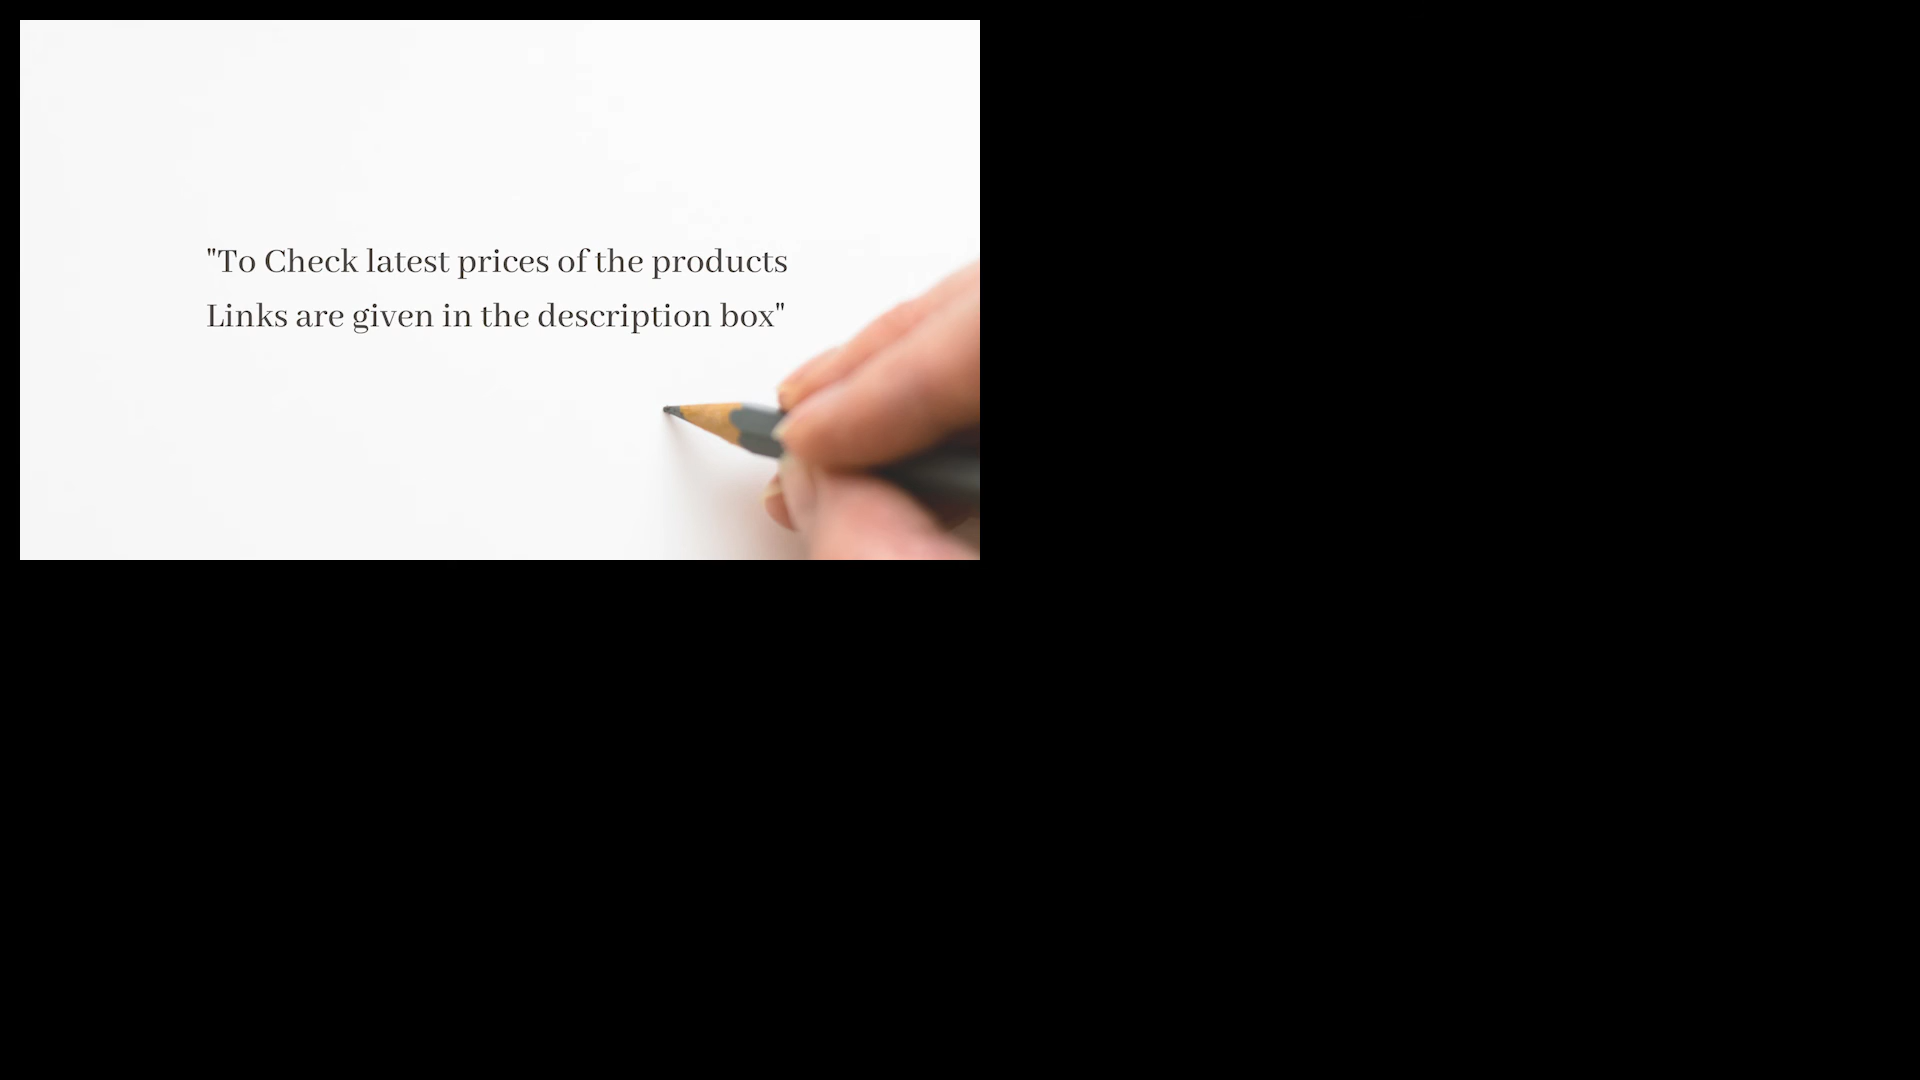 "To Check latest prices of the products
Links are given in the description box"